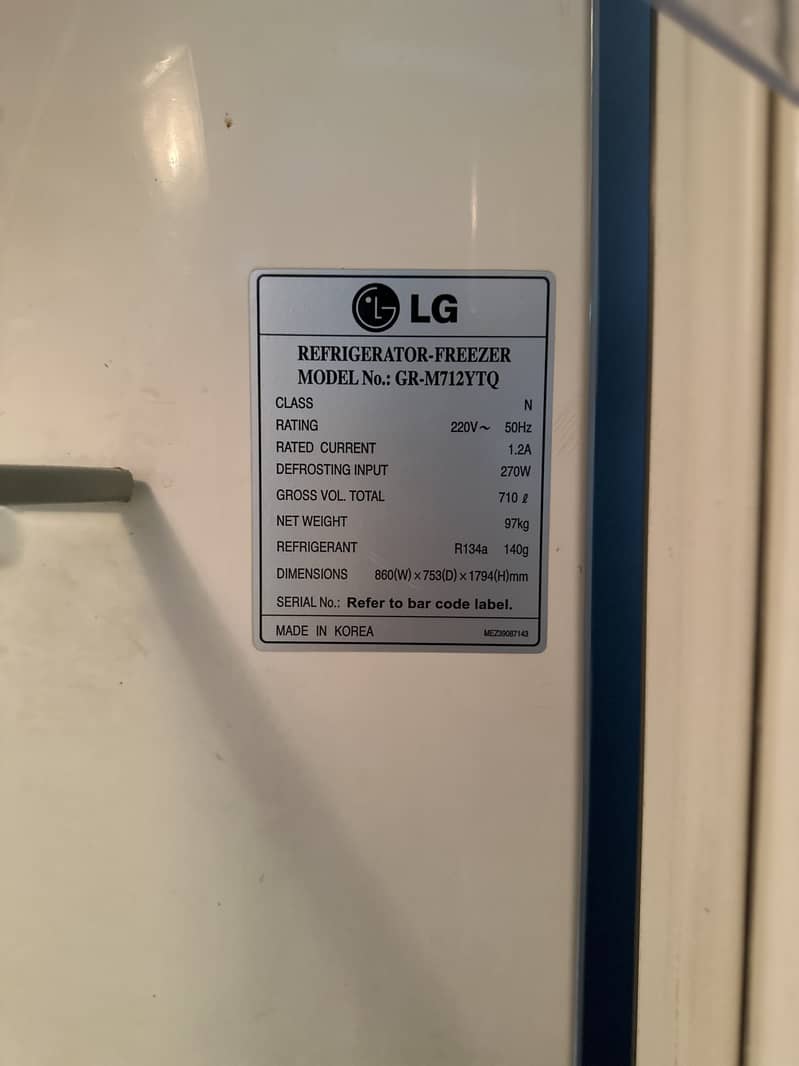 LG
REFRIGERATOR-FREEZER
MODEL No.: GR-M712YTQ
CLASS N
RATING 220V~ 50Hz
RATED CURRENT 1.2A
DEFROSTING INPUT 270W
GROSS VOL. TOTAL 710 ℓ
NET WEIGHT 97kg
REFRIGERANT R134a 140g
DIMENSIONS 860(W)×753(D)×1794(H)mm
SERIAL No.: Refer to bar code label.
MADE IN KOREA MEZ39087143